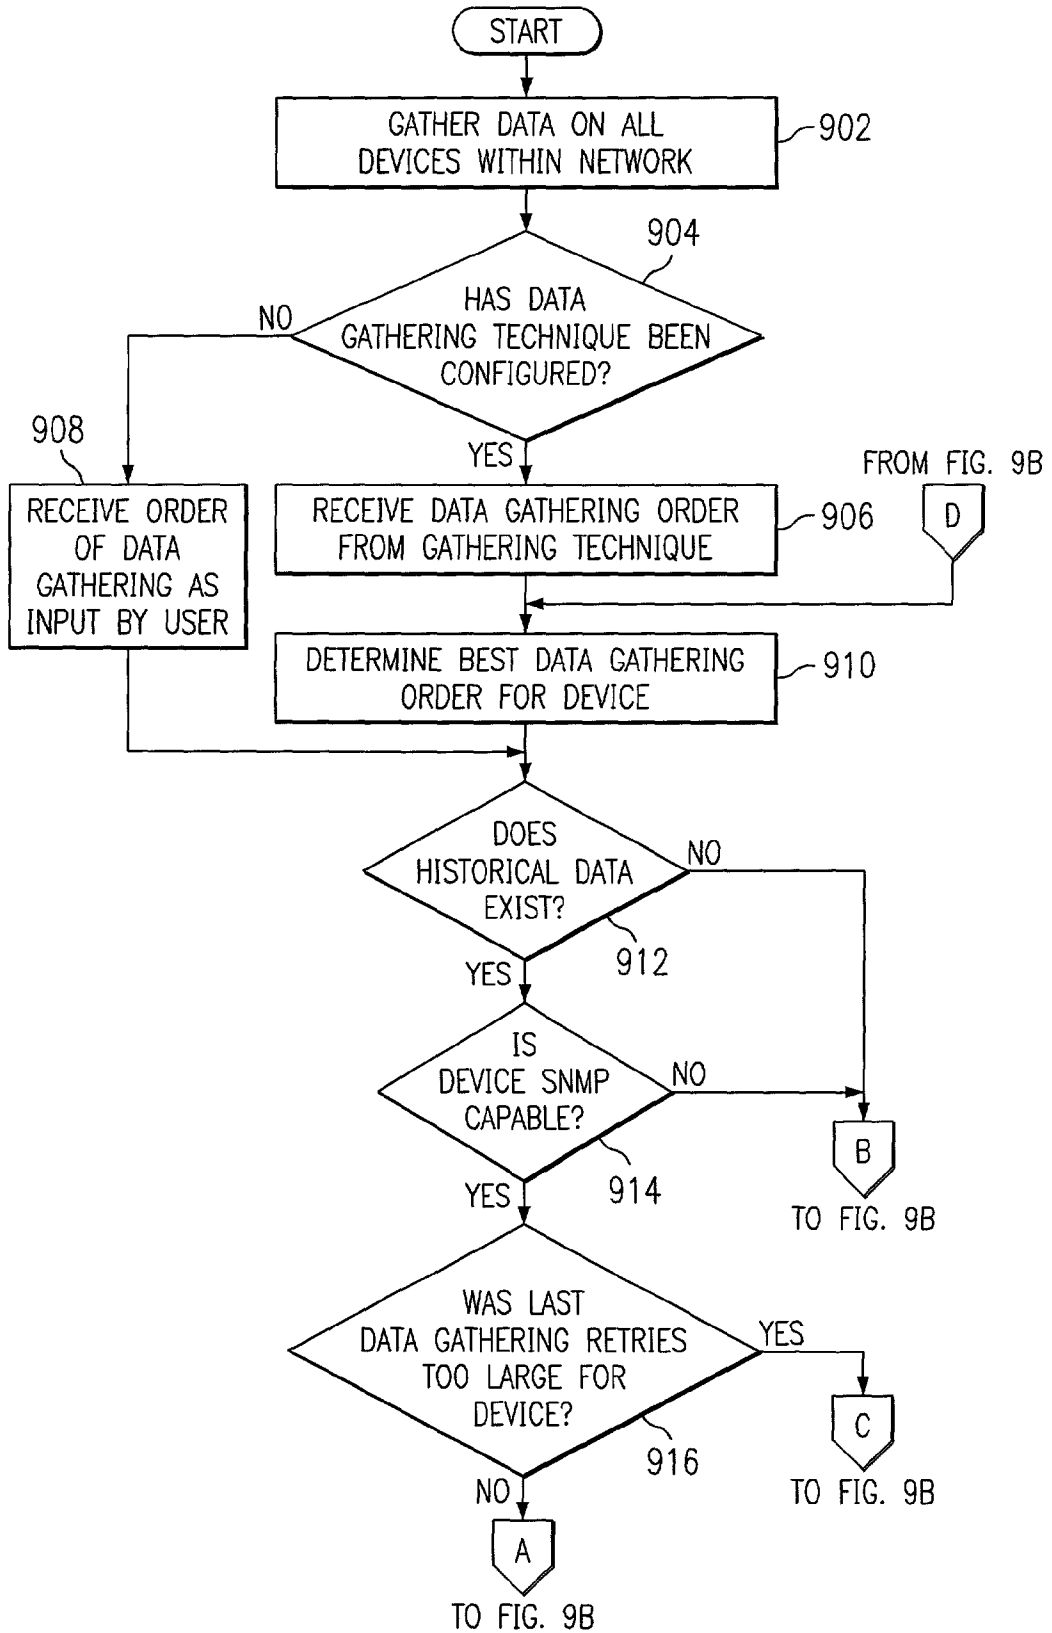 START
GATHER DATA ON ALL
DEVICES WITHIN NETWORK
902
904
HAS DATA
GATHERING TECHNIQUE BEEN
CONFIGURED?
NO
YES
908
RECEIVE ORDER
OF DATA
GATHERING AS
INPUT BY USER
RECEIVE DATA GATHERING ORDER
FROM GATHERING TECHNIQUE
906
FROM FIG. 9B
D
DETERMINE BEST DATA GATHERING
ORDER FOR DEVICE
910
DOES
HISTORICAL DATA
EXIST?
NO
912
YES
IS
DEVICE SNMP
CAPABLE?
NO
914
YES
B
TO FIG. 9B
WAS LAST
DATA GATHERING RETRIES
TOO LARGE FOR
DEVICE?
YES
916
C
TO FIG. 9B
NO
A
TO FIG. 9B